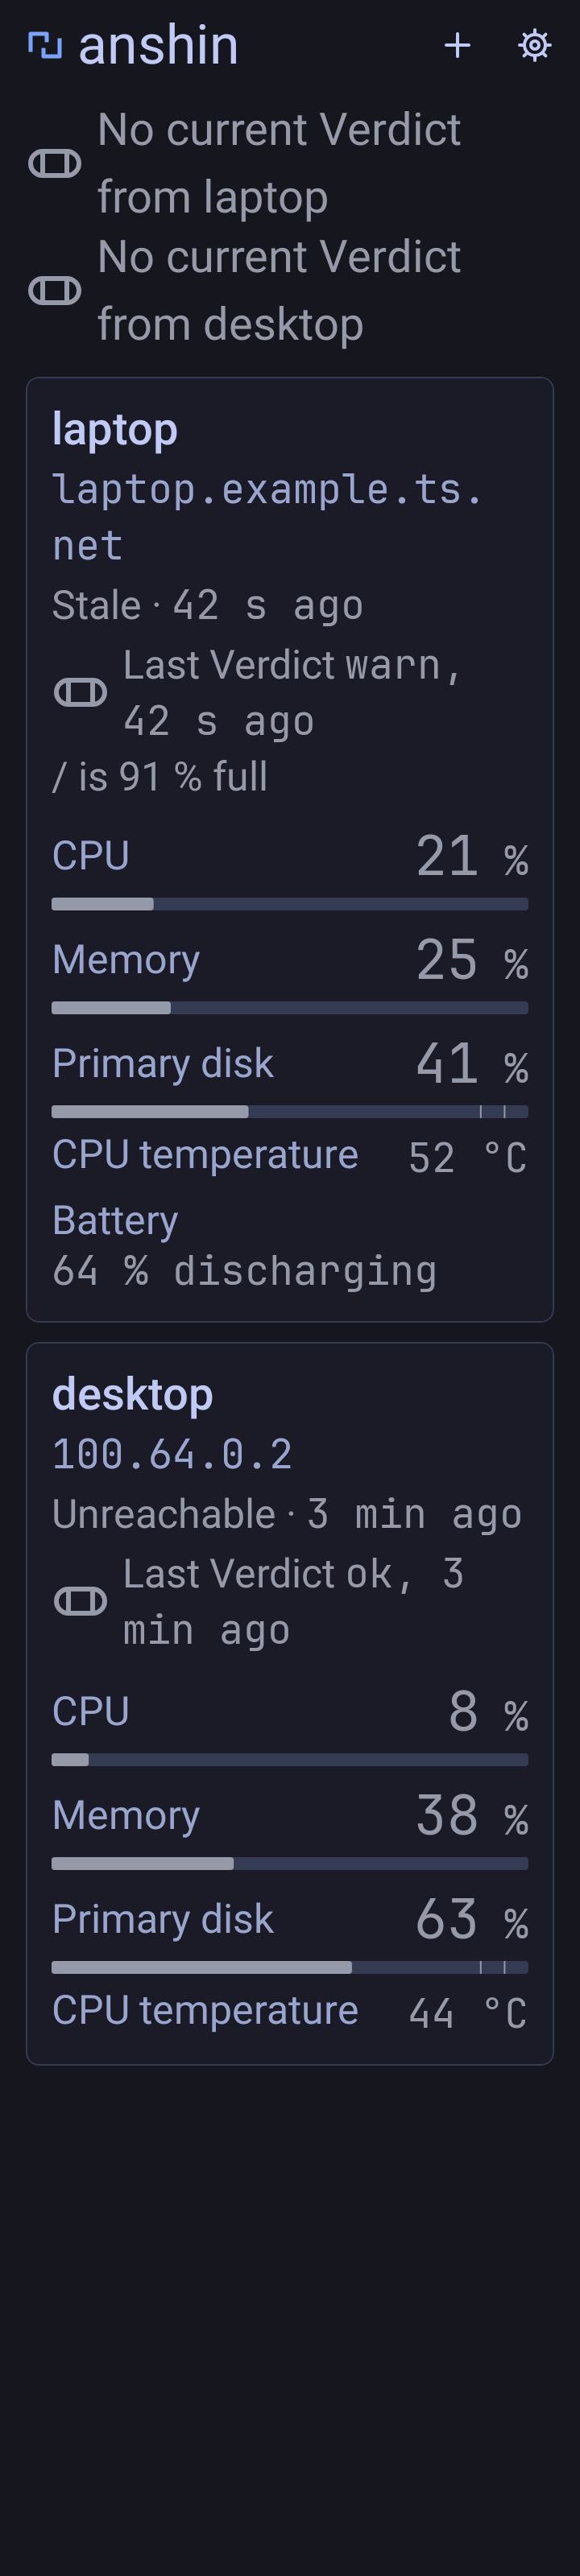 anshin
No current Verdict
from laptop
No current Verdict
from desktop
laptop
laptop.example.ts.
net
Stale · 42 s ago
Last Verdict warn,
42 s ago
/ is 91 % full
CPU 21 %
Memory 25 %
Primary disk 41 %
CPU temperature 52 °C
Battery
64 % discharging
desktop
100.64.0.2
Unreachable · 3 min ago
Last Verdict ok, 3
min ago
CPU 8 %
Memory 38 %
Primary disk 63 %
CPU temperature 44 °C